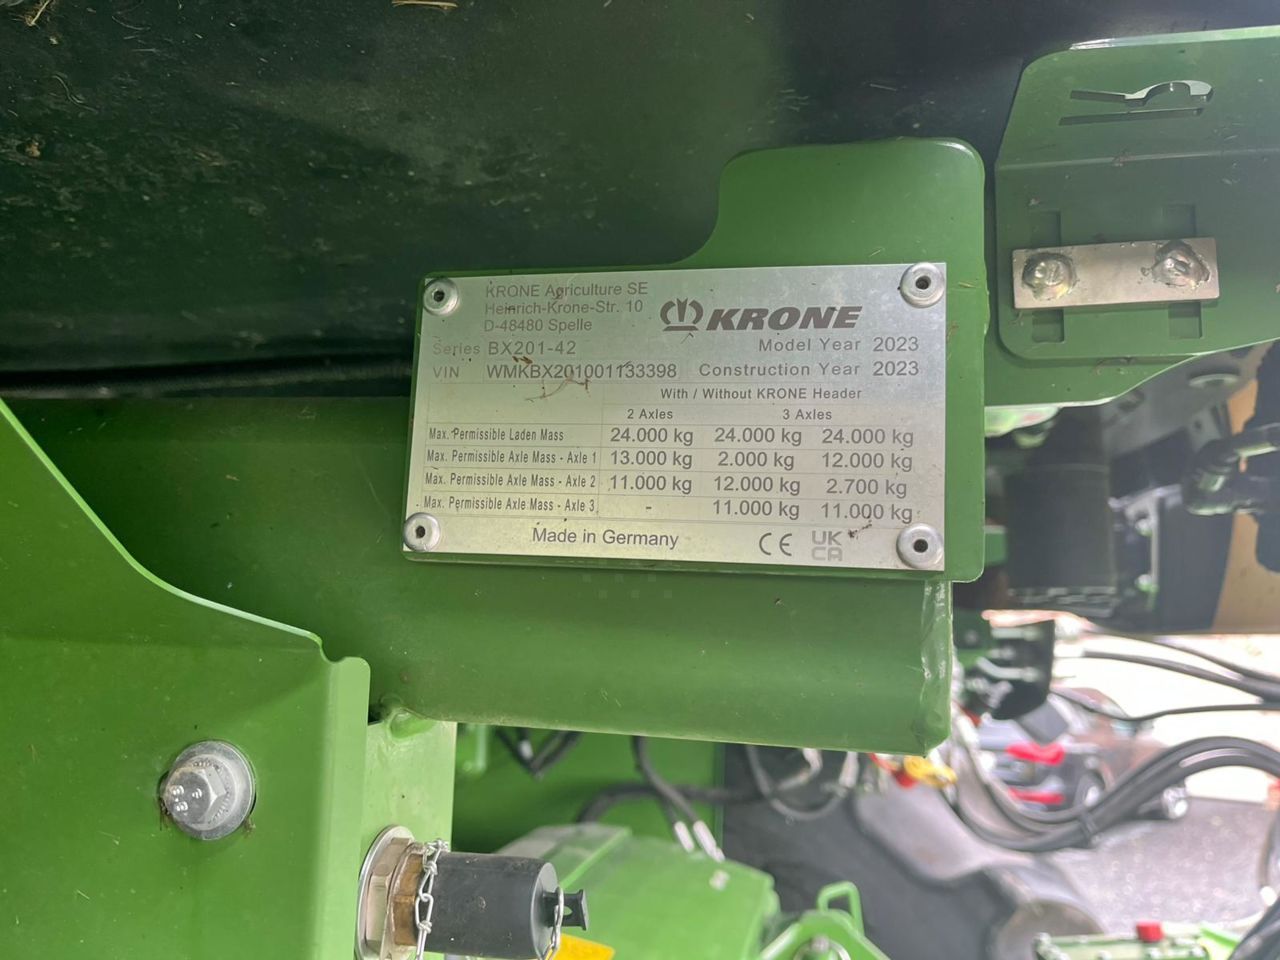 KRONE Agriculture SE
Heinrich-Krone-Str. 10
D-48480 Spelle
KRONE
Series BX201-42 Model Year 2023
VIN WMKBX201001133398 Construction Year 2023
With / Without KRONE Header
2 Axles 3 Axles
Max. Permissible Laden Mass 24.000 kg 24.000 kg 24.000 kg
Max. Permissible Axle Mass - Axle 1 13.000 kg 2.000 kg 12.000 kg
Max. Permissible Axle Mass - Axle 2 11.000 kg 12.000 kg 2.700 kg
Max. Permissible Axle Mass - Axle 3 - 11.000 kg 11.000 kg
Made in Germany CE UK
CA